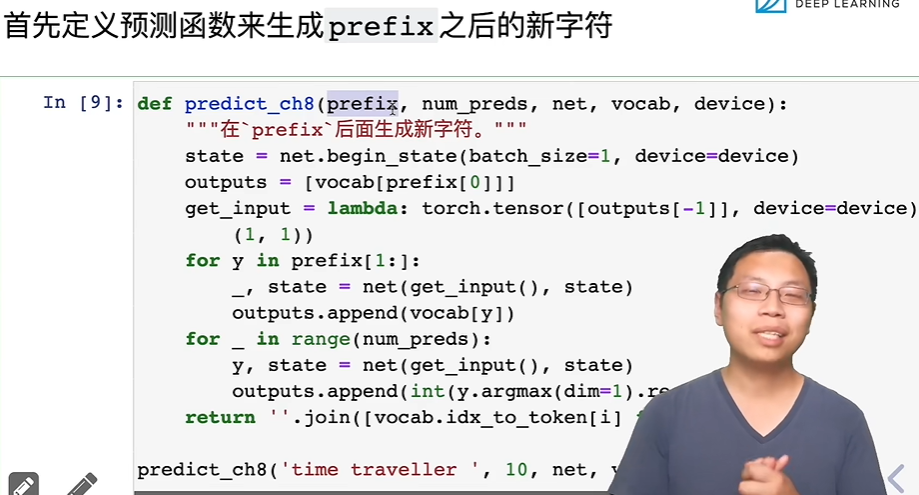 DEEP LEARNING
首先定义预测函数来生成prefix之后的新字符
In [9]: def predict_ch8(prefix, num_preds, net, vocab, device):
"""在`prefix`后面生成新字符。"""
state = net.begin_state(batch_size=1, device=device)
outputs = [vocab[prefix[0]]]
get_input = lambda: torch.tensor([outputs[-1]], device=device)
(1, 1))
for y in prefix[1:]:
_, state = net(get_input(), state)
outputs.append(vocab[y])
for _ in range(num_preds):
y, state = net(get_input(), state)
outputs.append(int(y.argmax(dim=1).re
return ''.join([vocab.idx_to_token[i]
predict_ch8('time traveller ', 10, net,